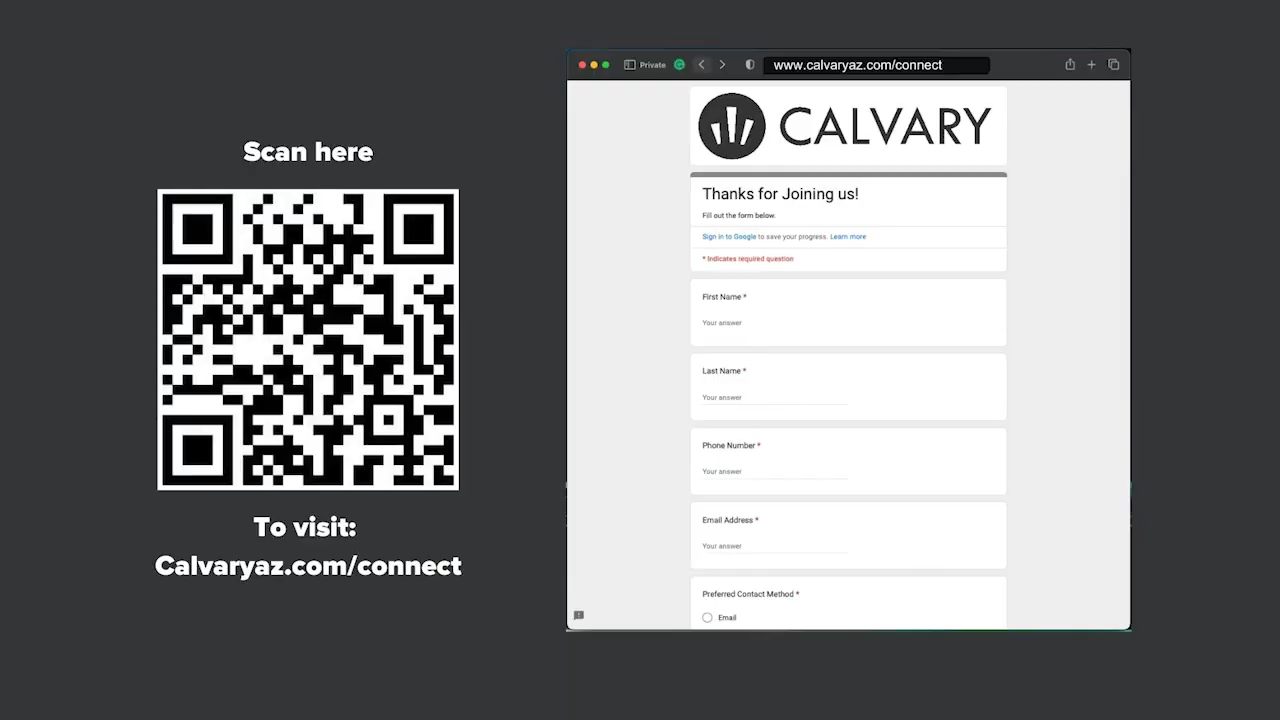 Scan here
To visit:
Calvaryaz.com/connect
Private
www.calvaryaz.com/connect
CALVARY
Thanks for Joining us!
Fill out the form below.
Sign in to Google to save your progress. Learn more
* Indicates required question
First Name *
Your answer
Last Name *
Your answer
Phone Number *
Your answer
Email Address *
Your answer
Preferred Contact Method *
Email